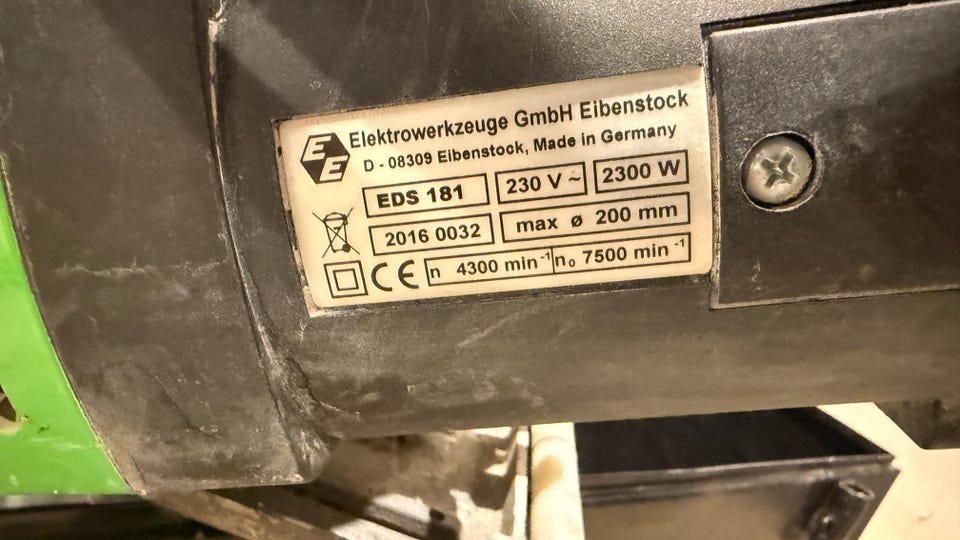 EE
Elektrowerkzeuge GmbH Eibenstock
D - 08309 Eibenstock, Made in Germany
EDS 181 230 V ~ 2300 W
2016 0032 max ø 200 mm
CE n 4300 min⁻¹ n₀ 7500 min⁻¹